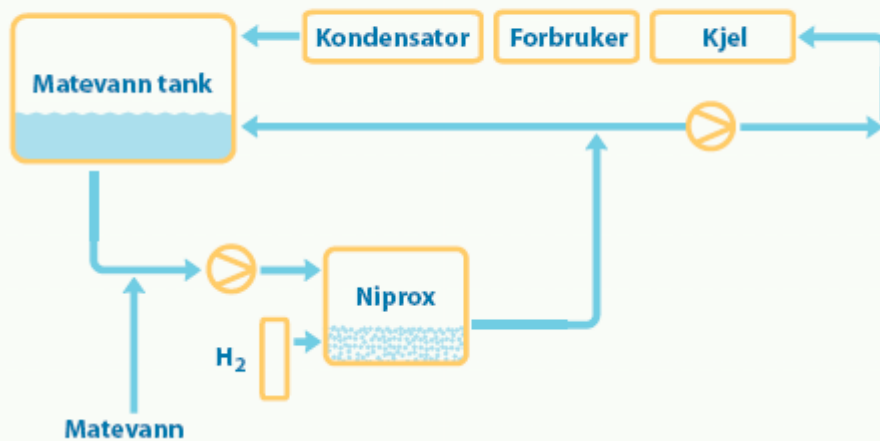 Kondensator
Forbruker
Kjel
Matevann tank
Niprox
H₂
Matevann